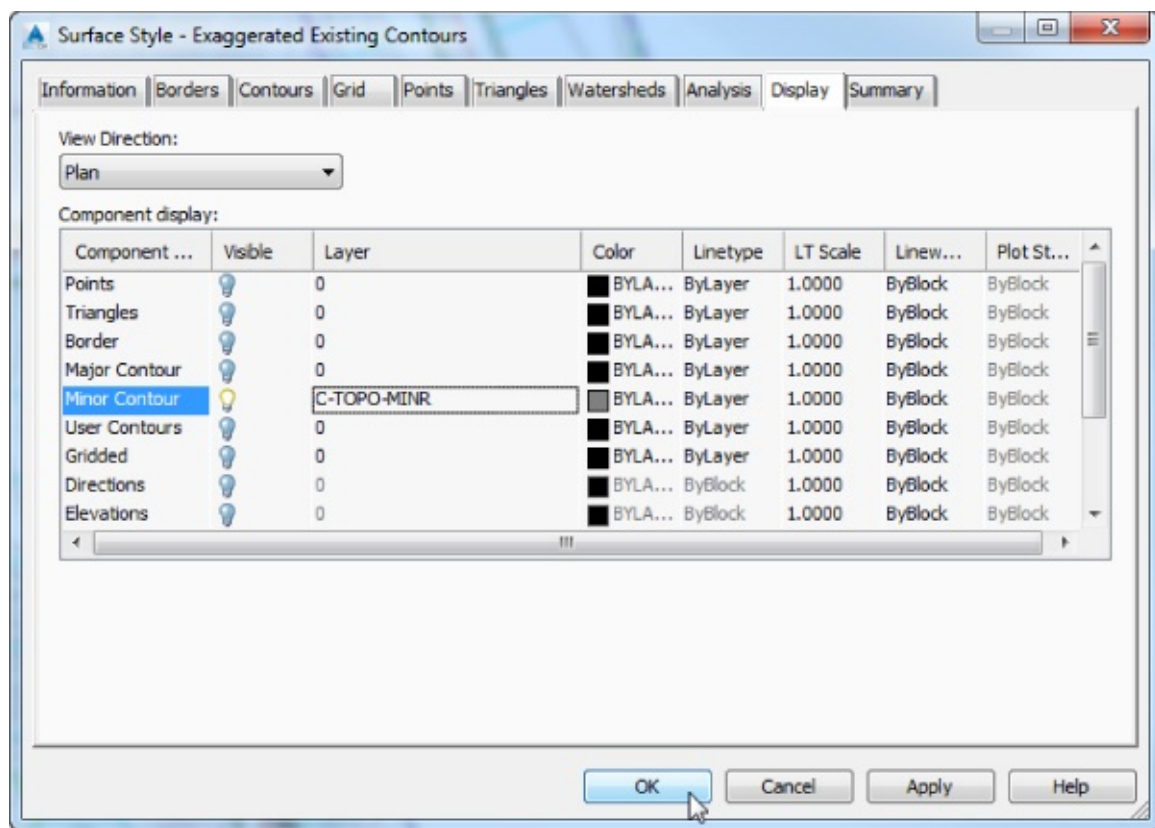 Surface Style - Exaggerated Existing Contours
Information Borders Contours Grid Points Triangles Watersheds Analysis Display Summary
View Direction:
Plan
Component display:
Component ... Visible Layer Color Linetype LT Scale Linew... Plot St...
Points 0 BYLA... ByLayer 1.0000 ByBlock ByBlock
Triangles 0 BYLA... ByLayer 1.0000 ByBlock ByBlock
Border 0 BYLA... ByLayer 1.0000 ByBlock ByBlock
Major Contour 0 BYLA... ByLayer 1.0000 ByBlock ByBlock
Minor Contour C-TOPO-MINR BYLA... ByLayer 1.0000 ByBlock ByBlock
User Contours 0 BYLA... ByLayer 1.0000 ByBlock ByBlock
Gridded 0 BYLA... ByLayer 1.0000 ByBlock ByBlock
Directions 0 BYLA... ByBlock 1.0000 ByBlock ByBlock
Elevations 0 BYLA... ByBlock 1.0000 ByBlock ByBlock
OK Cancel Apply Help